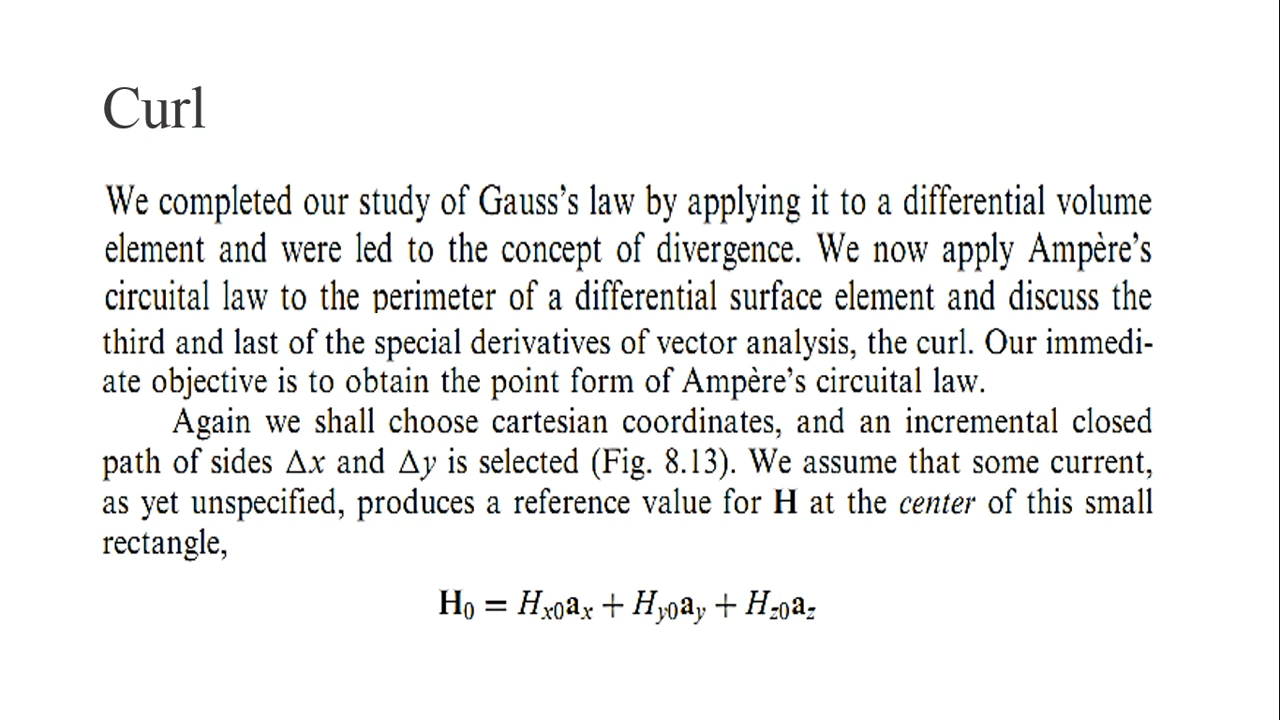 Curl
We completed our study of Gauss's law by applying it to a differential volume
element and were led to the concept of divergence. We now apply Ampère's
circuital law to the perimeter of a differential surface element and discuss the
third and last of the special derivatives of vector analysis, the curl. Our immedi-
ate objective is to obtain the point form of Ampère's circuital law.
Again we shall choose cartesian coordinates, and an incremental closed
path of sides Δx and Δy is selected (Fig. 8.13). We assume that some current,
as yet unspecified, produces a reference value for H at the center of this small
rectangle,
H₀ = Hₓ₀aₓ + H_y0 a_y + H_z0 a_z